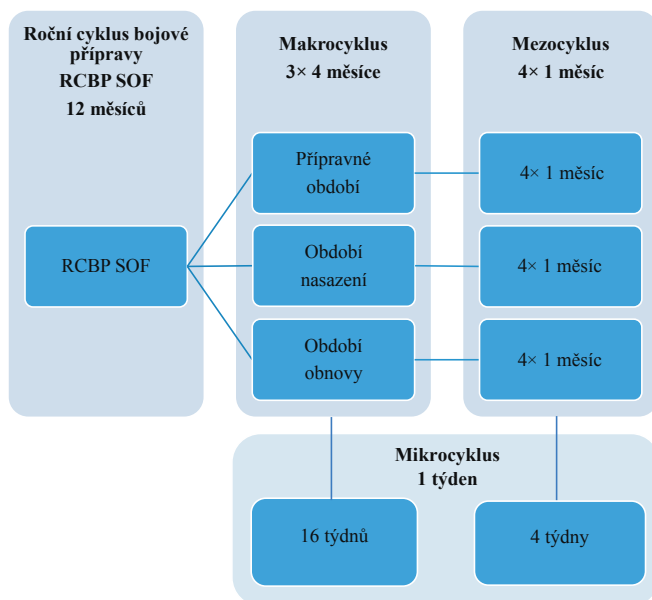 Roční cyklus bojové
přípravy
RCBP SOF
12 měsíců
Makrocyklus
3× 4 měsíce
Mezocyklus
4× 1 měsíc
RCBP SOF
Přípravné
období
4× 1 měsíc
Období
nasazení
4× 1 měsíc
Období
obnovy
4× 1 měsíc
Mikrocyklus
1 týden
16 týdnů
4 týdny